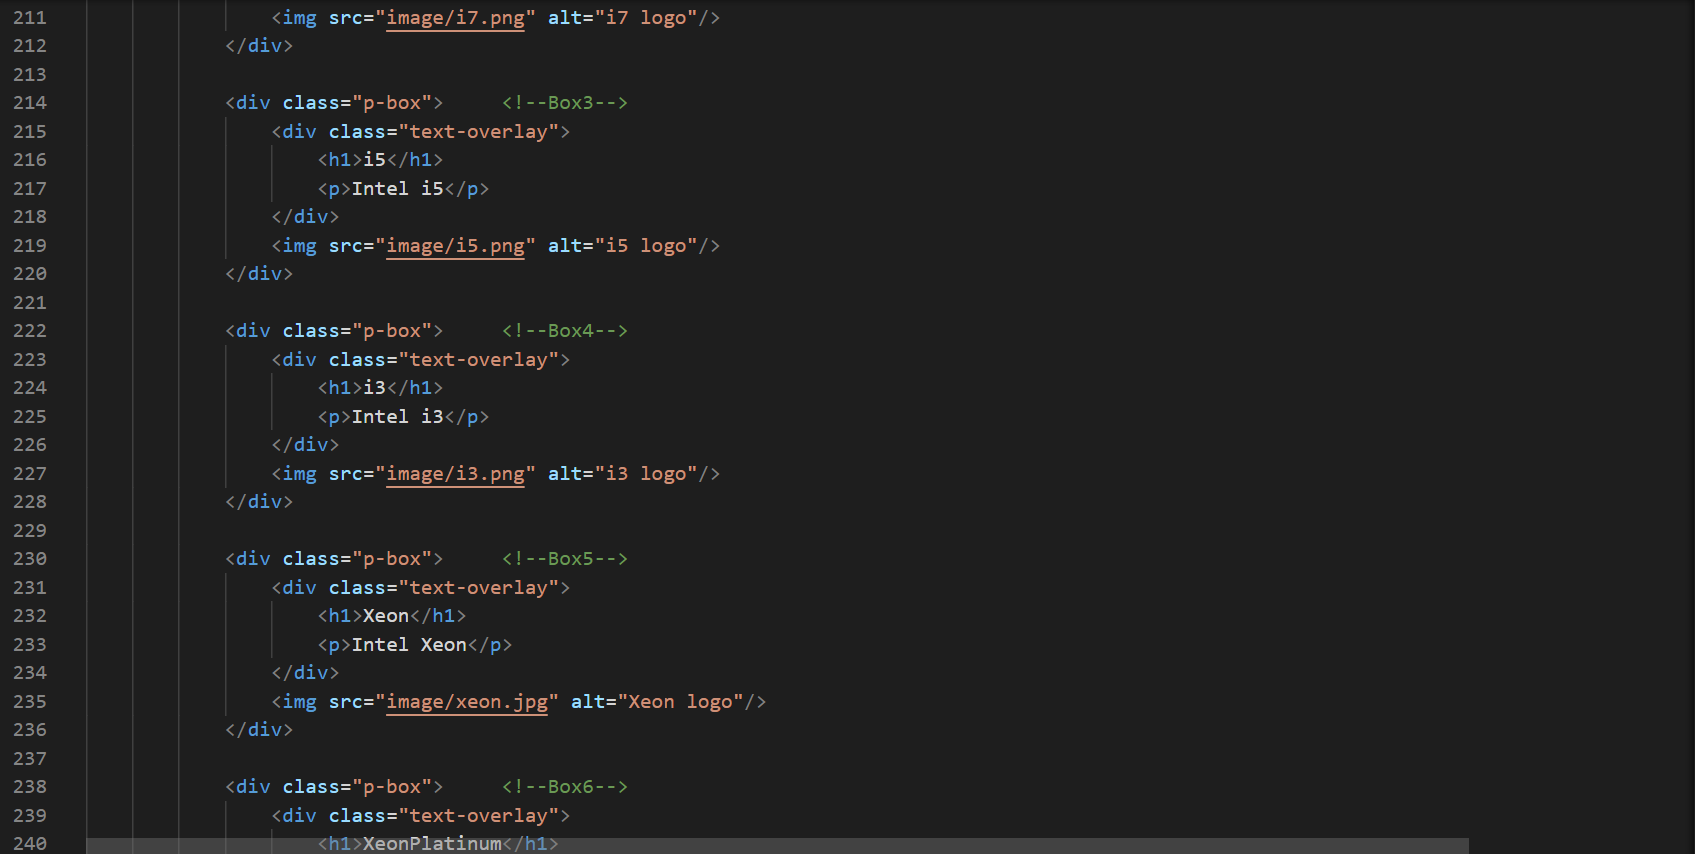 211 <img src="image/i7.png" alt="i7 logo"/>
212 </div>
213
214 <div class="p-box"> <!--Box3-->
215 <div class="text-overlay">
216 <h1>i5</h1>
217 <p>Intel i5</p>
218 </div>
219 <img src="image/i5.png" alt="i5 logo"/>
220 </div>
221
222 <div class="p-box"> <!--Box4-->
223 <div class="text-overlay">
224 <h1>i3</h1>
225 <p>Intel i3</p>
226 </div>
227 <img src="image/i3.png" alt="i3 logo"/>
228 </div>
229
230 <div class="p-box"> <!--Box5-->
231 <div class="text-overlay">
232 <h1>Xeon</h1>
233 <p>Intel Xeon</p>
234 </div>
235 <img src="image/xeon.jpg" alt="Xeon logo"/>
236 </div>
237
238 <div class="p-box"> <!--Box6-->
239 <div class="text-overlay">
240 <h1>XeonPlatinum</h1>